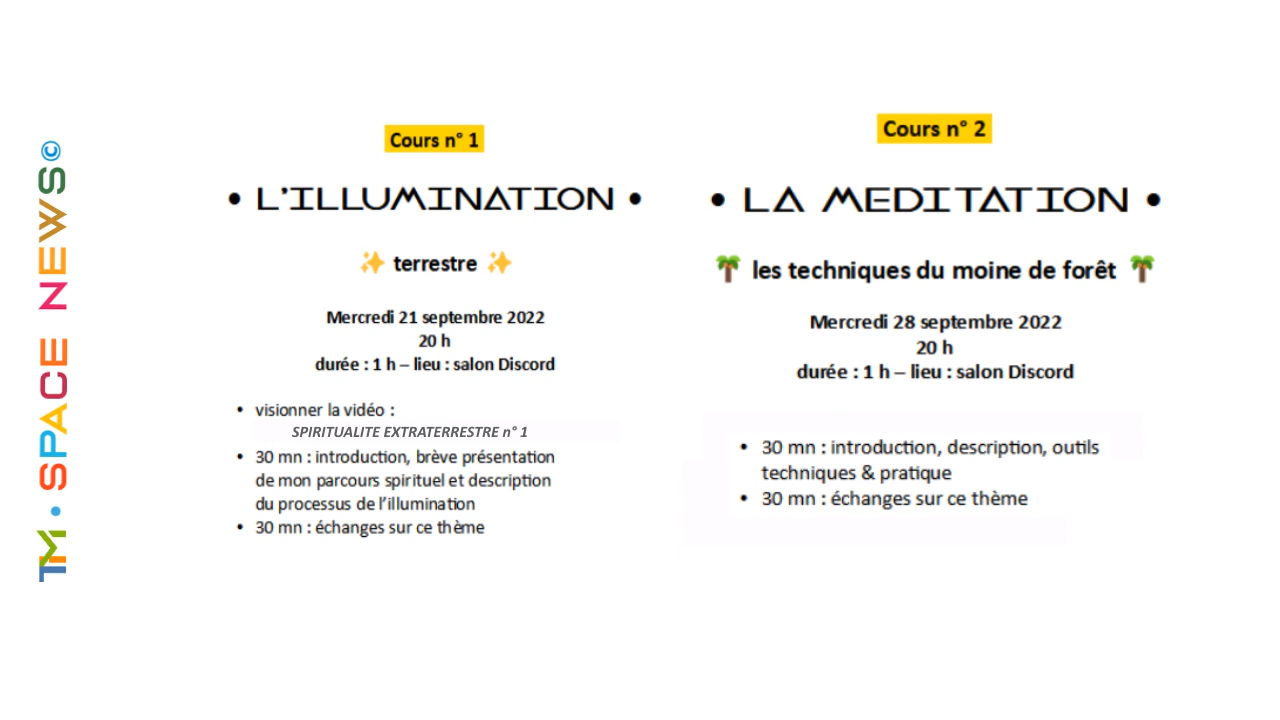 TM • SPACE NEWS©
Cours n° 1
• L'ILLUMINATION •
✨ terrestre ✨
Mercredi 21 septembre 2022
20 h
durée : 1 h – lieu : salon Discord
• visionner la vidéo :
SPIRITUALITE EXTRATERRESTRE n° 1
• 30 mn : introduction, brève présentation
de mon parcours spirituel et description
du processus de l'illumination
• 30 mn : échanges sur ce thème
Cours n° 2
• LA MEDITATION •
🌴 les techniques du moine de forêt 🌴
Mercredi 28 septembre 2022
20 h
durée : 1 h – lieu : salon Discord
• 30 mn : introduction, description, outils
techniques & pratique
• 30 mn : échanges sur ce thème